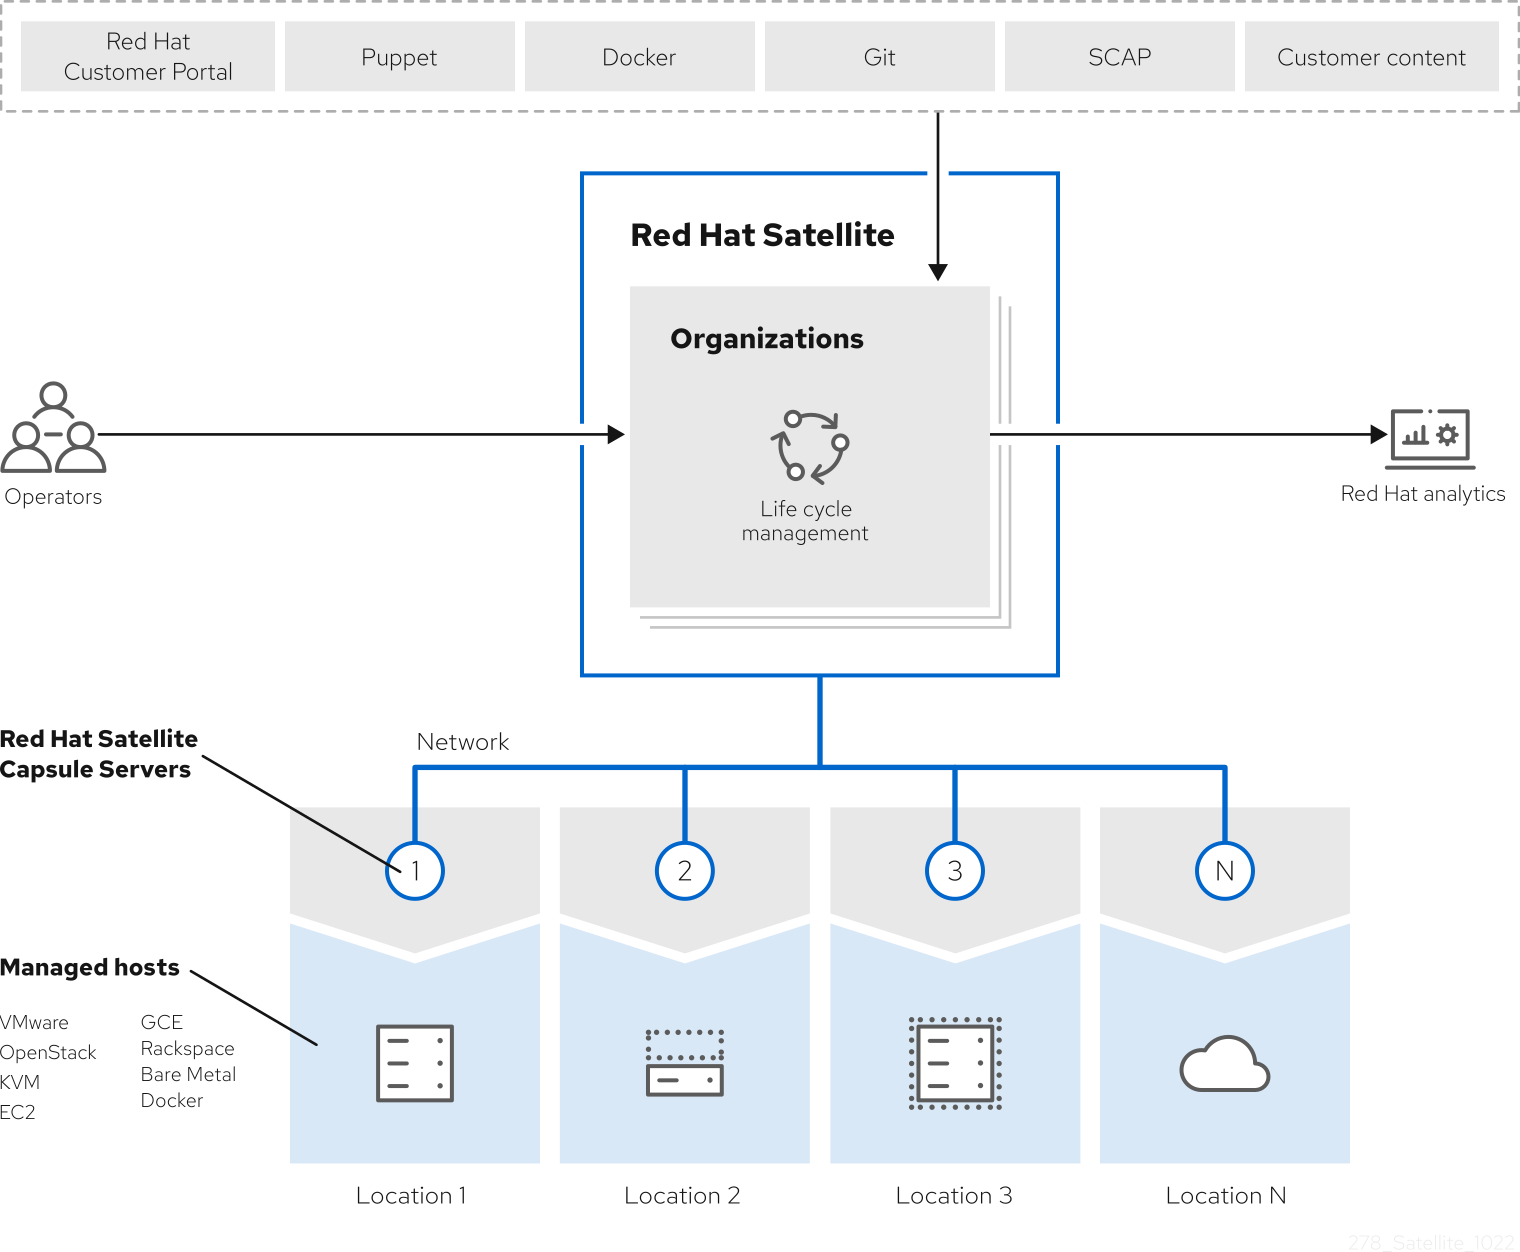 Red Hat
Customer Portal
Puppet
Docker
Git
SCAP
Customer content
Red Hat Satellite
Organizations
Life cycle
management
Operators
Red Hat analytics
Red Hat Satellite
Capsule Servers
Network
1
2
3
N
Managed hosts
VMware
OpenStack
KVM
EC2
GCE
Rackspace
Bare Metal
Docker
Location 1
Location 2
Location 3
Location N
278_Satellite_1022